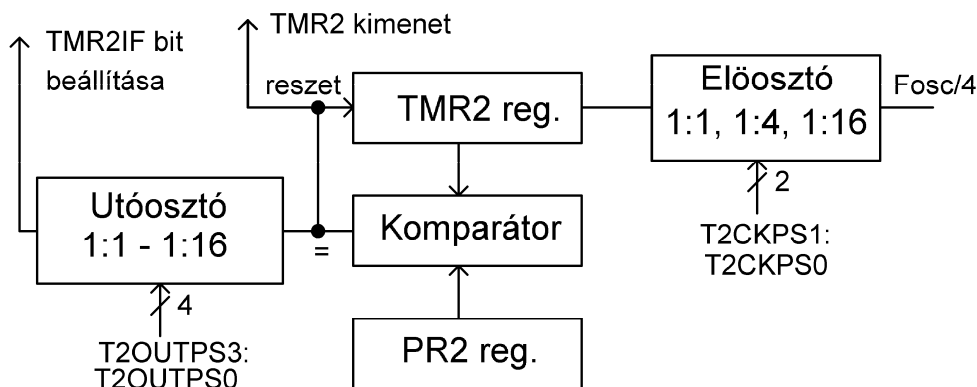 TMR2IF bit
beállítása
TMR2 kimenet
reszet
TMR2 reg.
Elöosztó
1:1, 1:4, 1:16
Fosc/4
2
T2CKPS1:
T2CKPS0
Utóosztó
1:1 - 1:16
=
Komparátor
4
T2OUTPS3:
T2OUTPS0
PR2 reg.